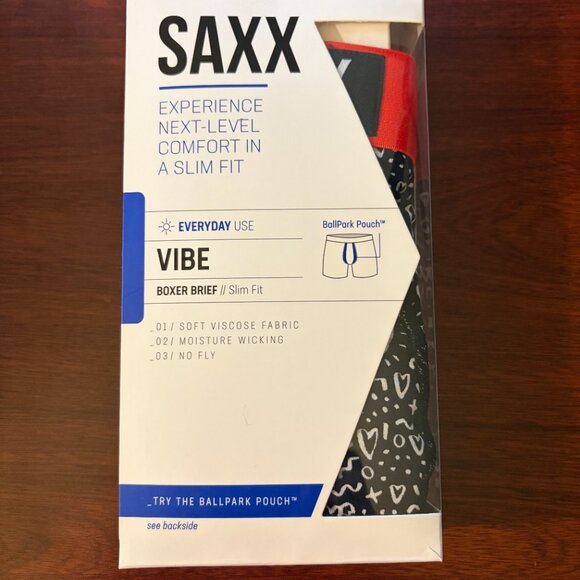 SAXX
EXPERIENCE
NEXT-LEVEL
COMFORT IN
A SLIM FIT
EVERYDAY USE
BallPark Pouch™
VIBE
BOXER BRIEF // Slim Fit
_01/ SOFT VISCOSE FABRIC
_02/ MOISTURE WICKING
_03/ NO FLY
_TRY THE BALLPARK POUCH™
see backside